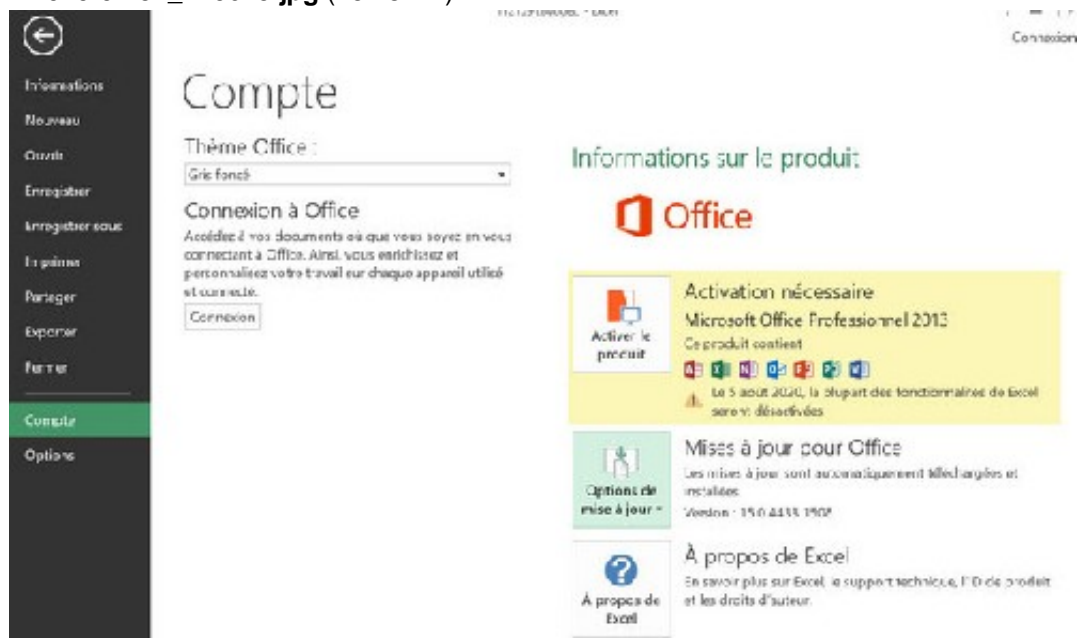 Connexion
Informations
Nouveau
Ouvrir
Enregistrer
Enregistrer sous
Imprimer
Partager
Exporter
Fermer
Compte
Options
Compte
Thème Office :
Gris foncé
Connexion à Office
Accédez à vos documents où que vous soyez en vous
connectant à Office. Ainsi, vous enrichissez et
personnalisez votre travail sur chaque appareil utilisé
et connecté.
Connexion
Informations sur le produit
Office
Activer le
produit
Activation nécessaire
Microsoft Office Professionnel 2013
Ce produit contient
Le 5 août 2020, la plupart des fonctionnaires de Excel
seront désactivées
Options de
mise à jour
Mises à jour pour Office
Les mises à jour sont automatiquement téléchargées et
installées
Version :
À propos de
Excel
À propos de Excel
En savoir plus sur Excel, le support technique, l'ID de produit
et les droits d'auteur.